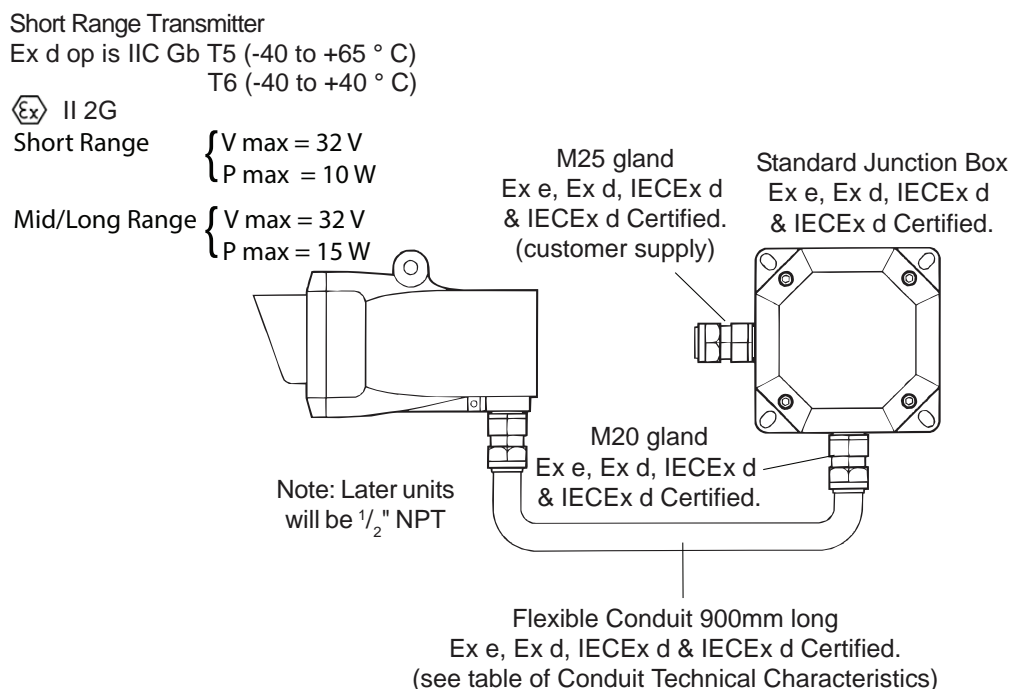 Short Range Transmitter
Ex d op is IIC Gb T5 (-40 to +65 ° C)
T6 (-40 to +40 ° C)
Ex II 2G
Short Range { V max = 32 V
P max = 10 W
Mid/Long Range { V max = 32 V
P max = 15 W
M25 gland
Ex e, Ex d, IECEx d
& IECEx d Certified.
(customer supply)
Standard Junction Box
Ex e, Ex d, IECEx d
& IECEx d Certified.
M20 gland
Ex e, Ex d, IECEx d
& IECEx d Certified.
Note: Later units
will be 1/2" NPT
Flexible Conduit 900mm long
Ex e, Ex d, IECEx d & IECEx d Certified.
(see table of Conduit Technical Characteristics)